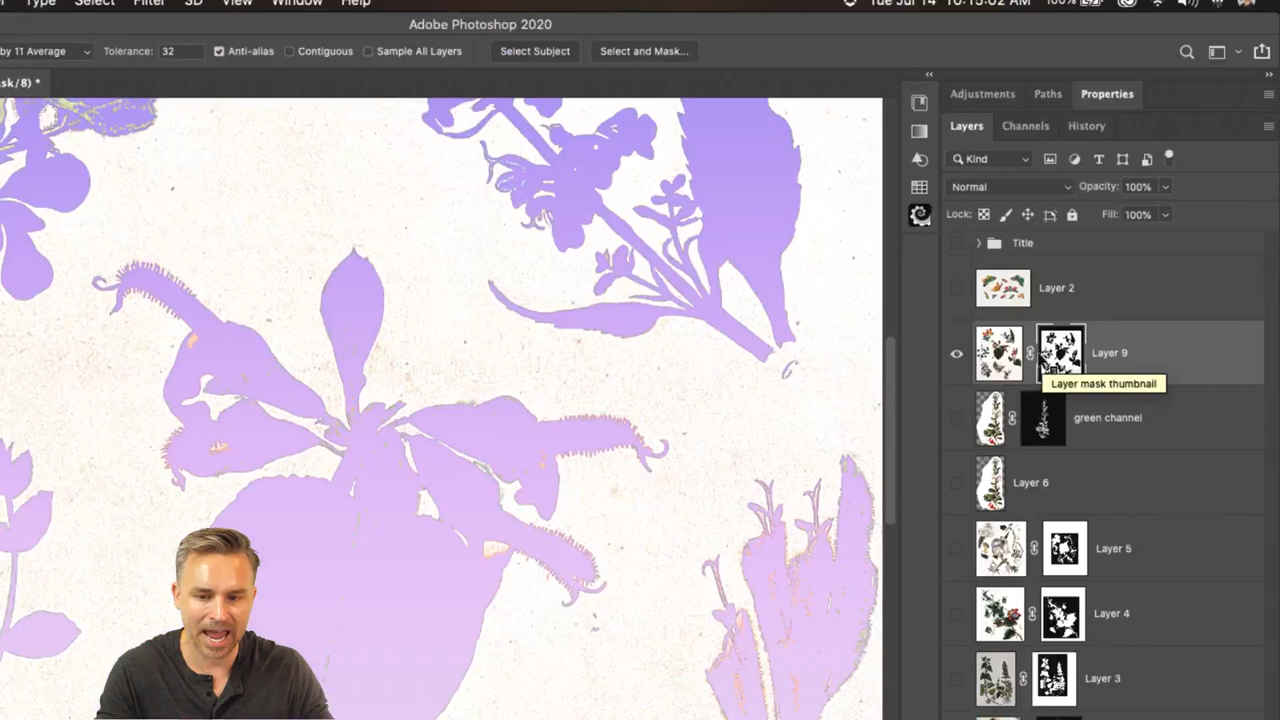 Type Select Filter 3D View Window Help
Tue Jul 14 10:15:02 AM 100%
Adobe Photoshop 2020
by 11 Average Tolerance: 32 Anti-alias Contiguous Sample All Layers Select Subject Select and Mask...
sk/8) *
Adjustments Paths Properties
Layers Channels History
Kind
Normal Opacity: 100%
Lock: Fill: 100%
Title
Layer 2
Layer 9
Layer mask thumbnail
green channel
Layer 6
Layer 5
Layer 4
Layer 3